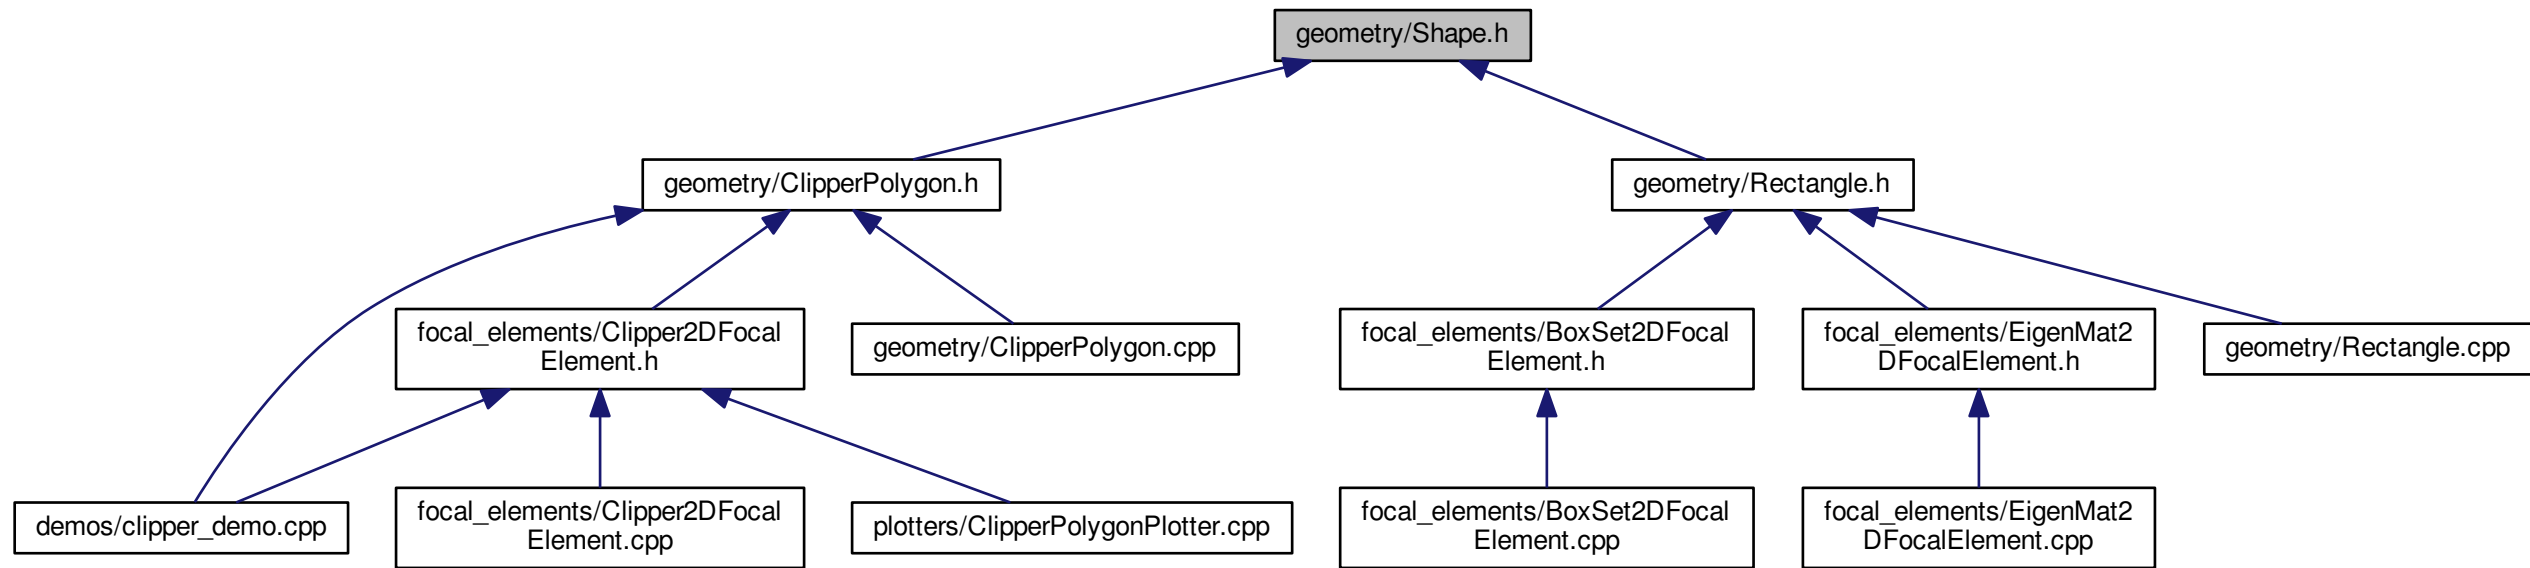 geometry/Shape.h
geometry/ClipperPolygon.h
geometry/Rectangle.h
focal_elements/Clipper2DFocal
Element.h
geometry/ClipperPolygon.cpp
focal_elements/BoxSet2DFocal
Element.h
focal_elements/EigenMat2
DFocalElement.h
geometry/Rectangle.cpp
demos/clipper_demo.cpp
focal_elements/Clipper2DFocal
Element.cpp
plotters/ClipperPolygonPlotter.cpp
focal_elements/BoxSet2DFocal
Element.cpp
focal_elements/EigenMat2
DFocalElement.cpp